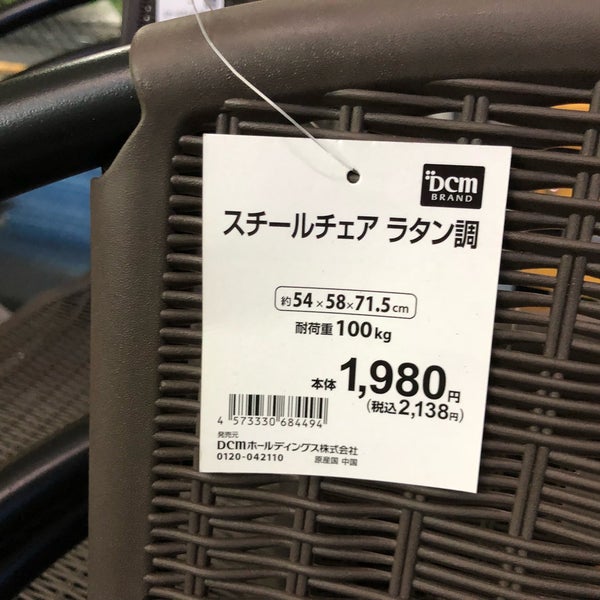 DCM
BRAND
スチールチェア ラタン調
約54×58×71.5cm
耐荷重100kg
本体1,980円
(税込2,138円)
4 573330 684494
発売元
DCMホールディングス株式会社
0120-042110 原産国 中国